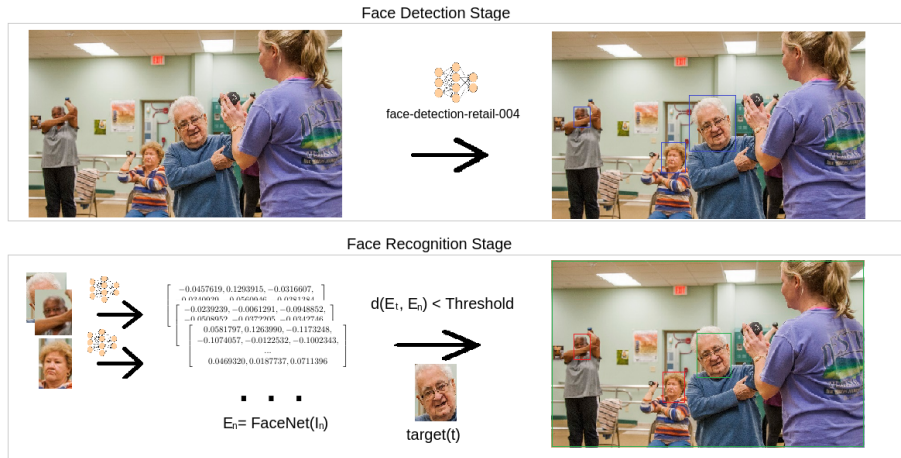 Face Detection Stage
face-detection-retail-004
Face Recognition Stage
−0.0457619, 0.1293915, −0.0316607,
−0.0239239, −0.0061291, −0.0948852,
0.0581797, 0.1263990, −0.1173248,
−0.1074057, −0.0122532, −0.1002343,
...
0.0469320, 0.0187737, 0.0711396
d(Eₜ, Eₙ) < Threshold
. . .
Eₙ= FaceNet(Iₙ)
target(t)